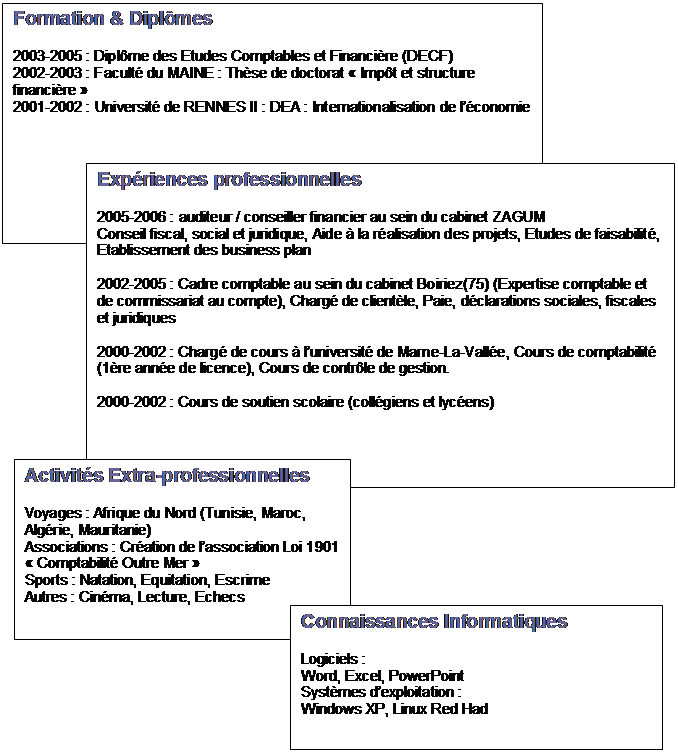 Formation & Diplômes
2003-2005 : Diplôme des Etudes Comptables et Financière (DECF)
2002-2003 : Faculté du MAINE : Thèse de doctorat « Impôt et structure
financière »
2001-2002 : Université de RENNES II : DEA : Internationalisation de l'économie
Expériences professionnelles
2005-2006 : auditeur / conseiller financier au sein du cabinet ZAGUM
Conseil fiscal, social et juridique, Aide à la réalisation des projets, Etudes de faisabilité,
Etablissement des business plan
2002-2005 : Cadre comptable au sein du cabinet Boiriez(75) (Expertise comptable et
de commissariat au compte), Chargé de clientèle, Paie, déclarations sociales, fiscales
et juridiques
2000-2002 : Chargé de cours à l'université de Marne-La-Vallée, Cours de comptabilité
(1ère année de licence), Cours de contrôle de gestion.
2000-2002 : Cours de soutien scolaire (collégiens et lycéens)
Activités Extra-professionnelles
Voyages : Afrique du Nord (Tunisie, Maroc,
Algérie, Mauritanie)
Associations : Création de l'association Loi 1901
« Comptabilité Outre Mer »
Sports : Natation, Equitation, Escrime
Autres : Cinéma, Lecture, Echecs
Connaissances Informatiques
Logiciels :
Word, Excel, PowerPoint
Systèmes d'exploitation :
Windows XP, Linux Red Had